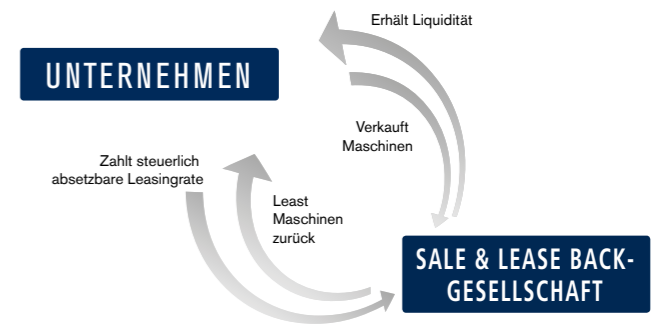 Erhält Liquidität
UNTERNEHMEN
Verkauft
Maschinen
Zahlt steuerlich
absetzbare Leasingrate
Least
Maschinen
zurück
SALE & LEASE BACK-
GESELLSCHAFT